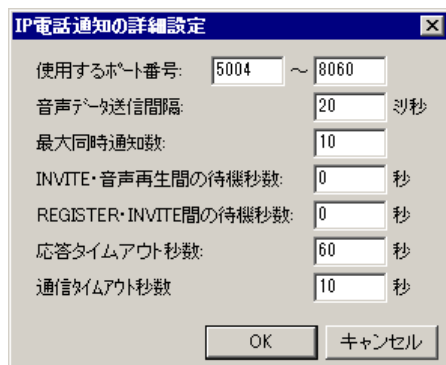 IP電話通知の詳細設定
使用するポート番号: 5004 ～ 8060
音声データ送信間隔: 20 ミリ秒
最大同時通知数: 10
INVITE・音声再生間の待機秒数: 0 秒
REGISTER・INVITE間の待機秒数: 0 秒
応答タイムアウト秒数: 60 秒
通信タイムアウト秒数 10 秒
OK キャンセル